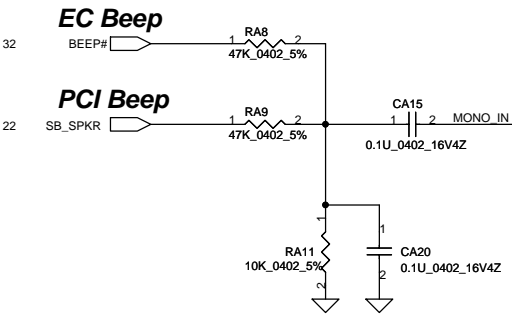 EC Beep
32 BEEP# 1 RA8 2
47K_0402_5%
PCI Beep
22 SB_SPKR 1 RA9 2
47K_0402_5%
CA15
1 2 MONO_IN
0.1U_0402_16V4Z
1
RA11
10K_0402_5%
2
1
CA20
0.1U_0402_16V4Z
2